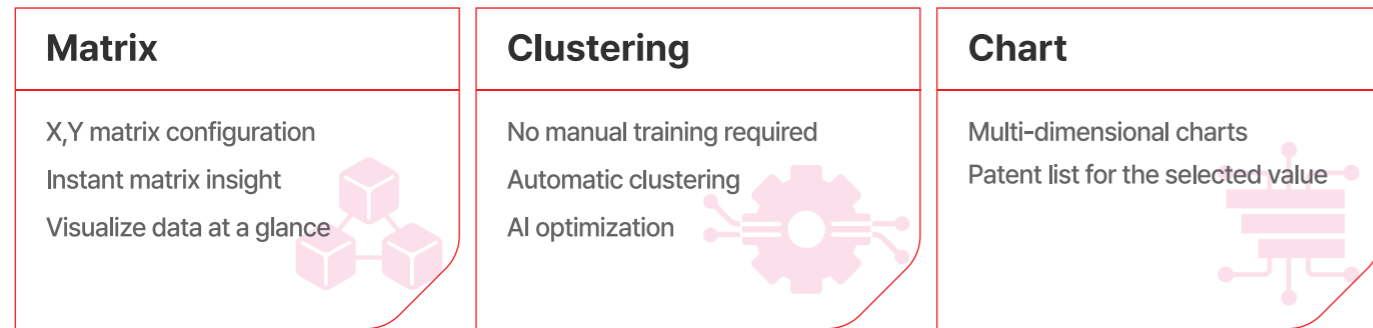 Matrix
X,Y matrix configuration
Instant matrix insight
Visualize data at a glance
Clustering
No manual training required
Automatic clustering
AI optimization
Chart
Multi-dimensional charts
Patent list for the selected value